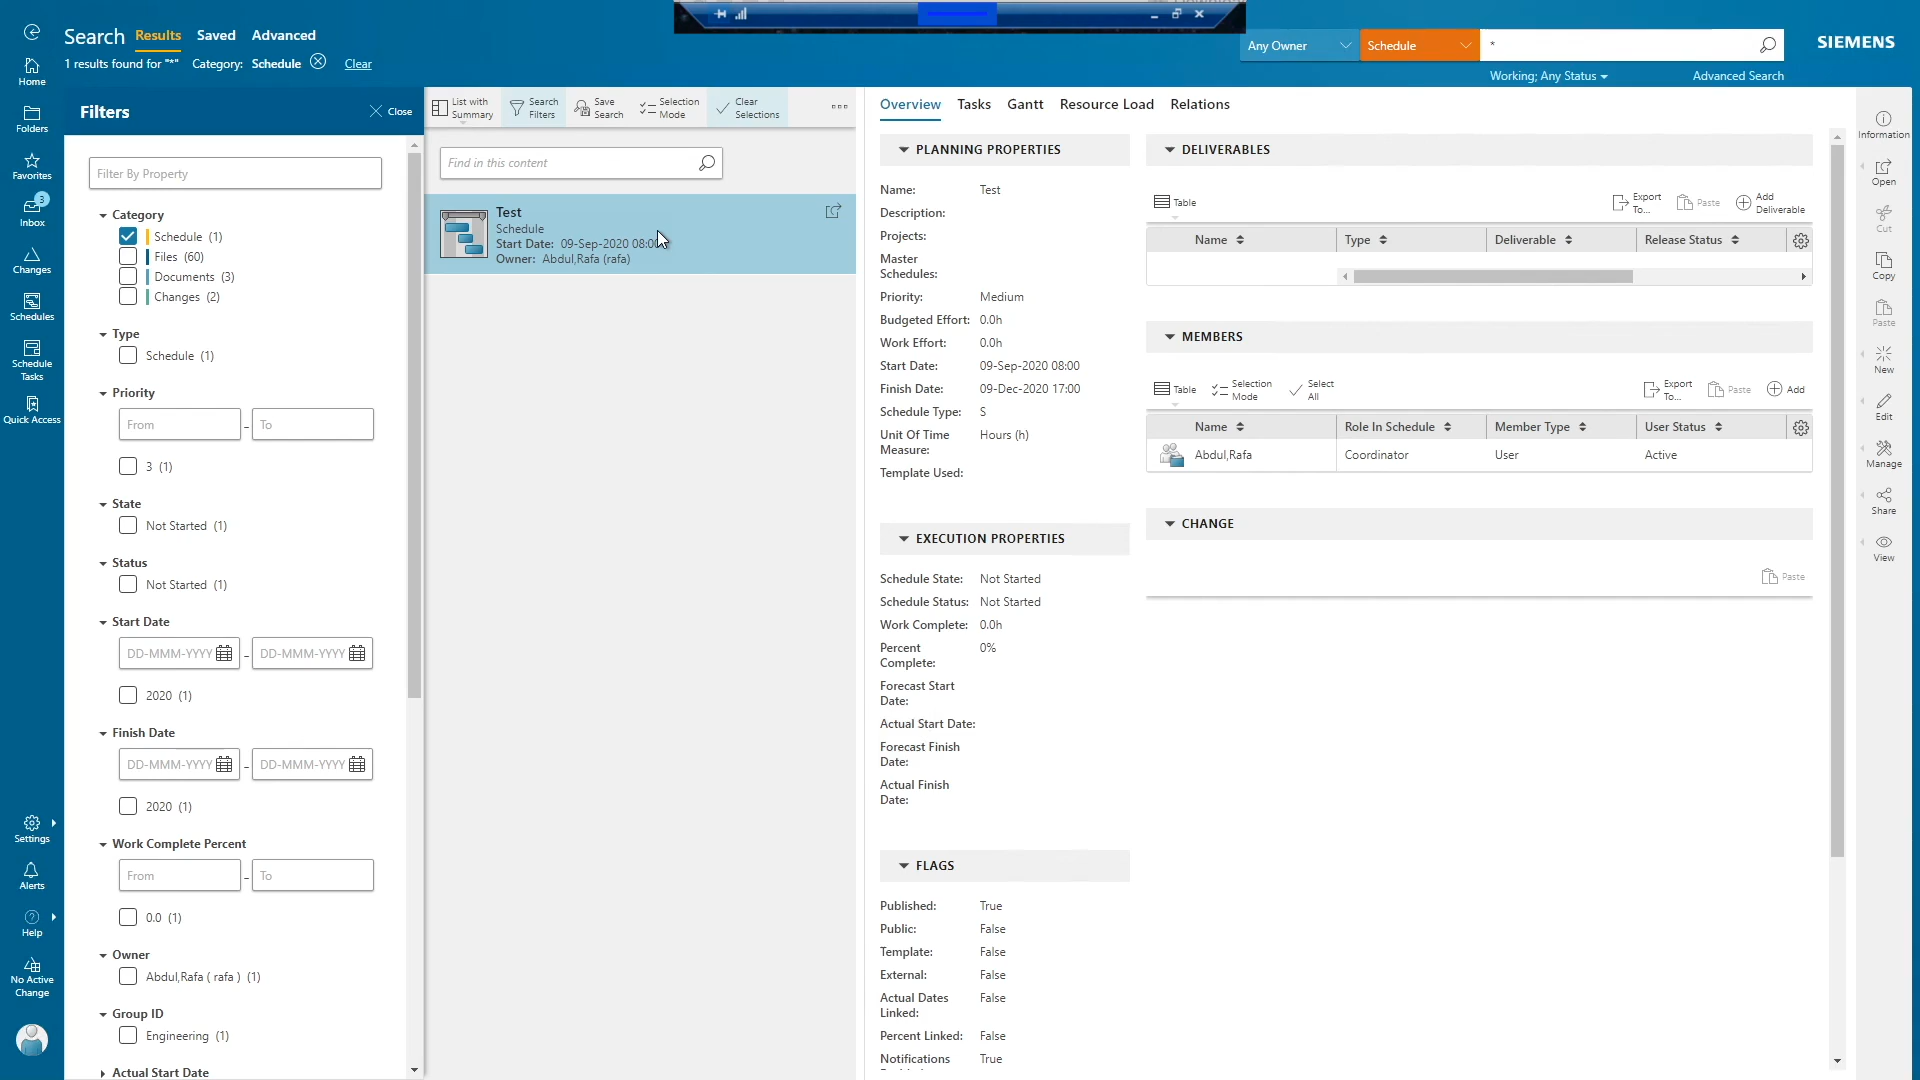 Search Results Saved Advanced
1 results found for "*" Category: Schedule Clear
Any Owner Schedule *
Working; Any Status Advanced Search
SIEMENS
Home
Folders
Favorites
3
Inbox
Changes
Schedules
Schedule
Tasks
Quick Access
Settings
Alerts
Help
No Active
Change
Filters Close
Filter By Property
Category
Schedule (1)
Files (60)
Documents (3)
Changes (2)
Type
Schedule (1)
Priority
From - To
3 (1)
State
Not Started (1)
Status
Not Started (1)
Start Date
DD-MMM-YYYY - DD-MMM-YYYY
2020 (1)
Finish Date
DD-MMM-YYYY - DD-MMM-YYYY
2020 (1)
Work Complete Percent
From - To
0.0 (1)
Owner
Abdul,Rafa ( rafa ) (1)
Group ID
Engineering (1)
Actual Start Date
List with
Summary
Search
Filters
Save
Search
Selection
Mode
Clear
Selections
Find in this content
Test
Schedule
Start Date: 09-Sep-2020 08:00
Owner: Abdul,Rafa (rafa)
Overview Tasks Gantt Resource Load Relations
PLANNING PROPERTIES
Name: Test
Description:
Projects:
Master
Schedules:
Priority: Medium
Budgeted Effort: 0.0h
Work Effort: 0.0h
Start Date: 09-Sep-2020 08:00
Finish Date: 09-Dec-2020 17:00
Schedule Type: S
Unit Of Time
Measure: Hours (h)
Template Used:
EXECUTION PROPERTIES
Schedule State: Not Started
Schedule Status: Not Started
Work Complete: 0.0h
Percent
Complete: 0%
Forecast Start
Date:
Actual Start Date:
Forecast Finish
Date:
Actual Finish
Date:
FLAGS
Published: True
Public: False
Template: False
External: False
Actual Dates
Linked: False
Percent Linked: False
Notifications True
DELIVERABLES
Table
Export
To...
Paste
Add
Deliverable
Name Type Deliverable Release Status
MEMBERS
Table
Selection
Mode
Select
All
Export
To...
Paste
Add
Name Role In Schedule Member Type User Status
Abdul,Rafa Coordinator User Active
CHANGE
Paste
Information
Open
Cut
Copy
Paste
New
Edit
Manage
Share
View